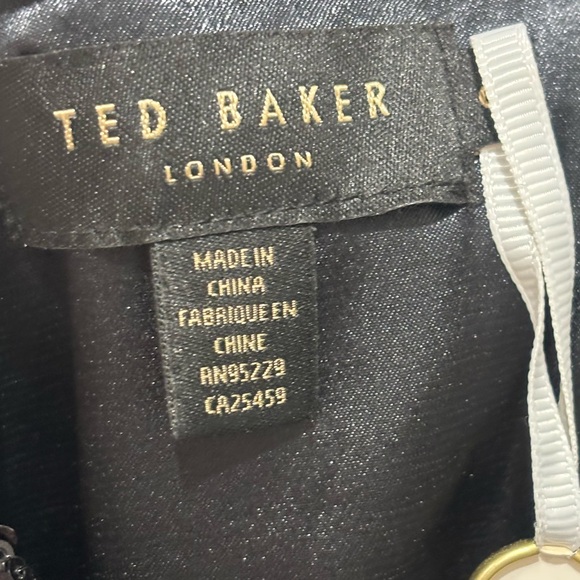 TED BAKER
LONDON
MADE IN
CHINA
FABRIQUE EN
CHINE
RN95229
CA25459